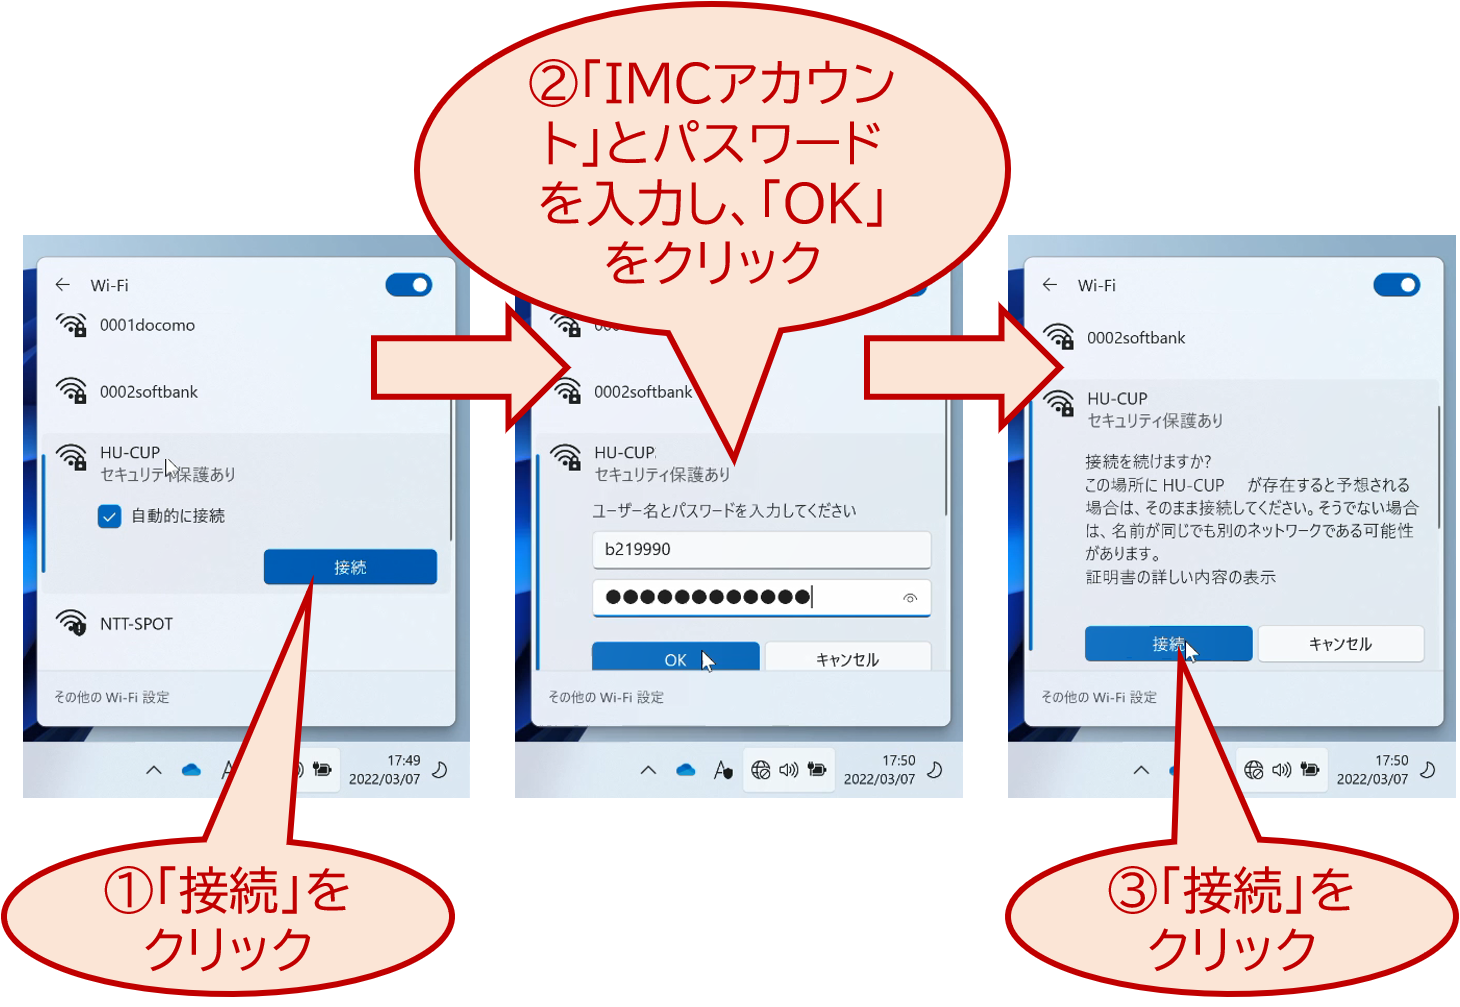 ②「IMCアカウン
ト」とパスワード
を入力し、「OK」
をクリック
Wi-Fi
0001docomo
0002softbank
HU-CUP
セキュリティ保護あり
自動的に接続
接続
NTT-SPOT
その他の Wi-Fi 設定
17:49
2022/03/07
①「接続」を
クリック
0002softbank
HU-CUP
セキュリティ保護あり
ユーザー名とパスワードを入力してください
b219990
●●●●●●●●●●●●
OK
キャンセル
その他の Wi-Fi 設定
A
17:50
2022/03/07
Wi-Fi
0002softbank
HU-CUP
セキュリティ保護あり
接続を続けますか?
この場所に HU-CUP が存在すると予想される
場合は、そのまま接続してください。そうでない場合
は、名前が同じでも別のネットワークである可能性
があります。
証明書の詳しい内容の表示
接続
キャンセル
その他の Wi-Fi 設定
17:50
2022/03/07
③「接続」を
クリック